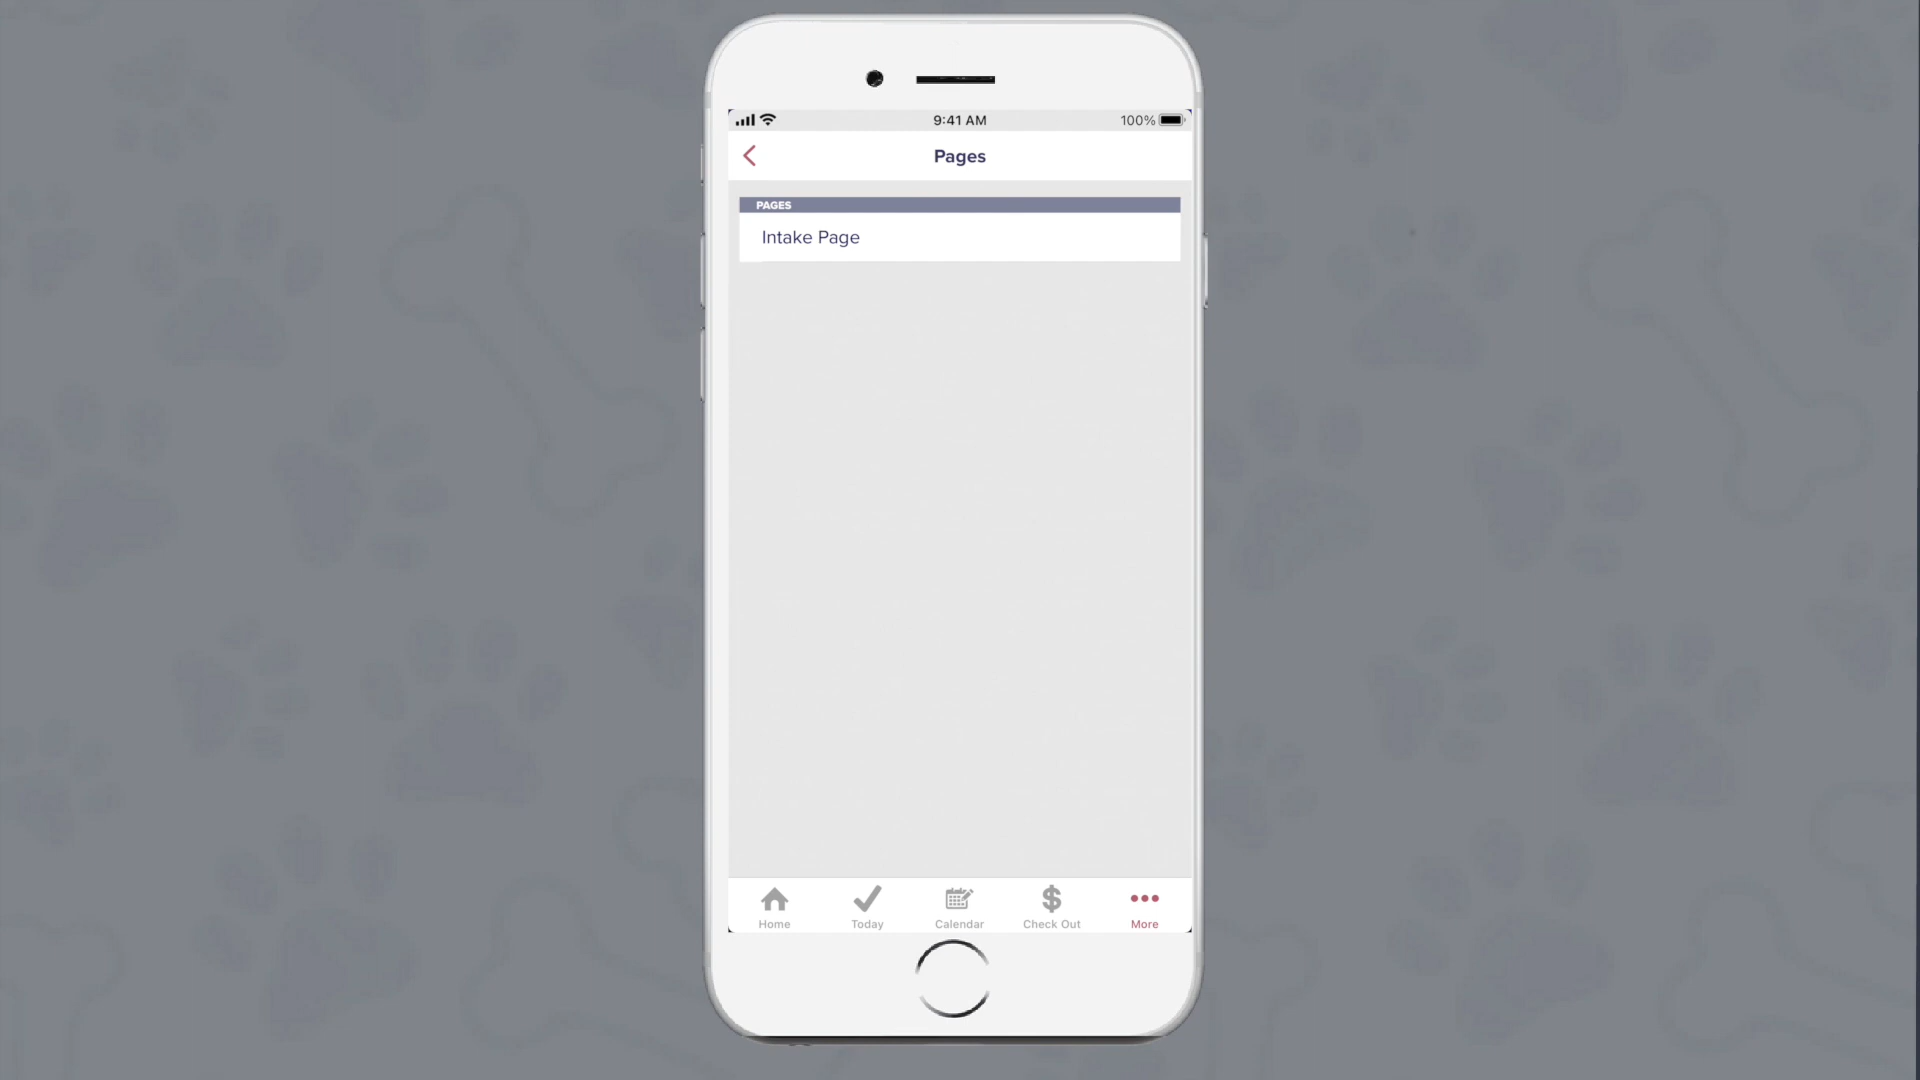 9:41 AM
100%
Pages
PAGES
Intake Page
Home
Today
Calendar
Check Out
More